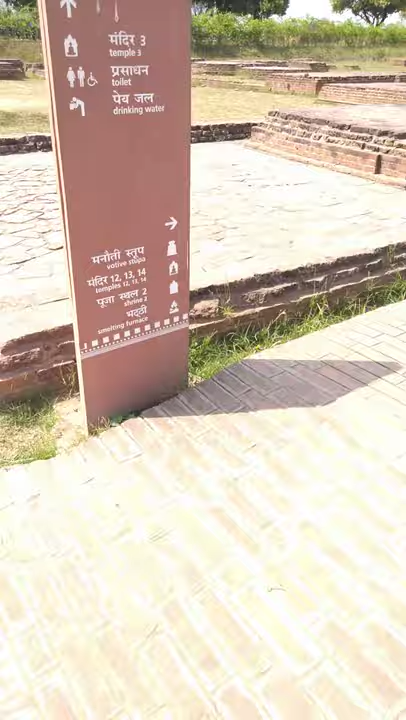 मंदिर 3
temple 3
प्रसाधन
toilet
पेय जल
drinking water
मनौती स्तूप
votive stupa
मंदिर 12, 13, 14
temples 12, 13, 14
पूजा स्थल 2
shrine 2
भट्ठी
smelting furnace